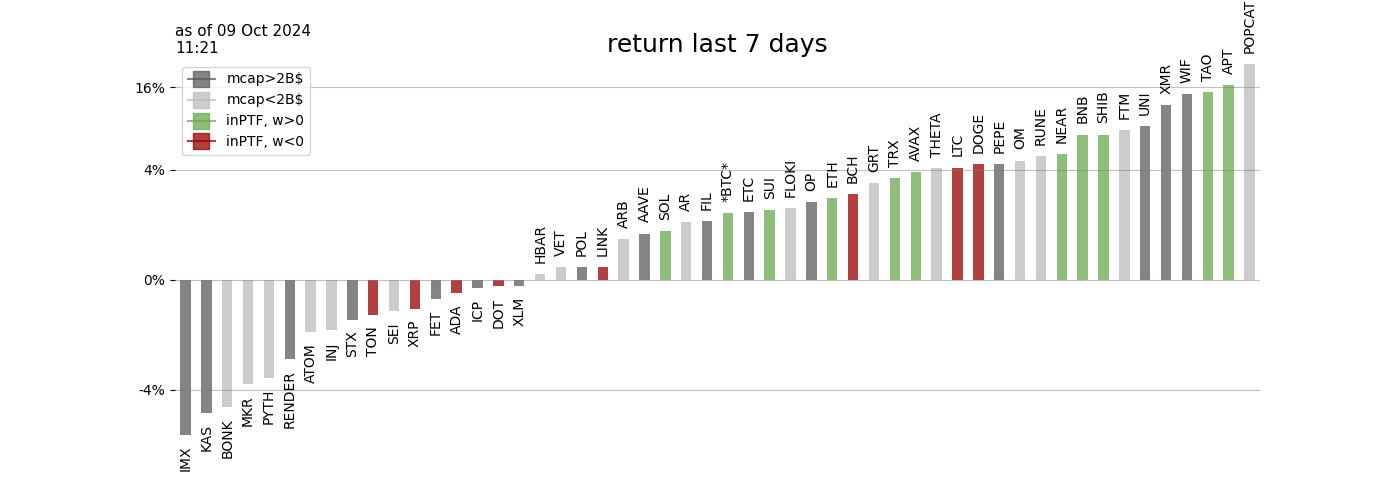 as of 09 Oct 2024
11:21
return last 7 days
mcap>2B$
mcap<2B$
inPTF, w>0
inPTF, w<0
16%
4%
0%
-4%
IMX
KAS
BONK
MKR
PYTH
RENDER
ATOM
INJ
STX
TON
SEI
XRP
FET
ADA
ICP
DOT
XLM
HBAR
VET
POL
LINK
ARB
AAVE
SOL
AR
FIL
*BTC*
ETC
SUI
FLOKI
OP
ETH
BCH
GRT
TRX
AVAX
THETA
LTC
DOGE
PEPE
OM
RUNE
NEAR
BNB
SHIB
FTM
UNI
XMR
WIF
TAO
APT
POPCAT